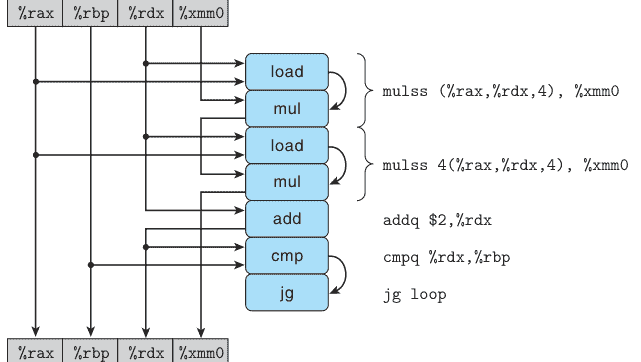 %rax %rbp %rdx %xmm0
load
mulss (%rax,%rdx,4), %xmm0
mul
load
mulss 4(%rax,%rdx,4), %xmm0
mul
add addq $2,%rdx
cmp cmpq %rdx,%rbp
jg jg loop
%rax %rbp %rdx %xmm0